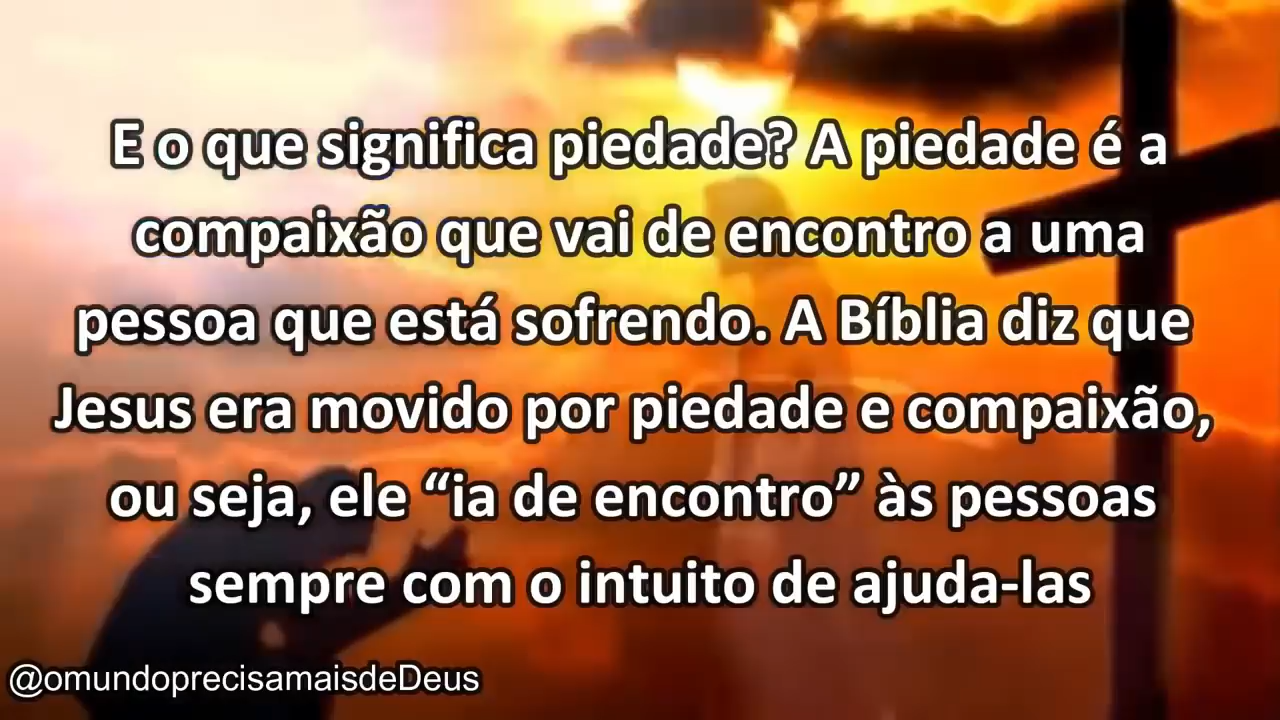 E o que significa piedade? A piedade é a
compaixão que vai de encontro a uma
pessoa que está sofrendo. A Bíblia diz que
Jesus era movido por piedade e compaixão,
ou seja, ele “ia de encontro” às pessoas
sempre com o intuito de ajuda-las
@omundoprecisamaisdeDeus